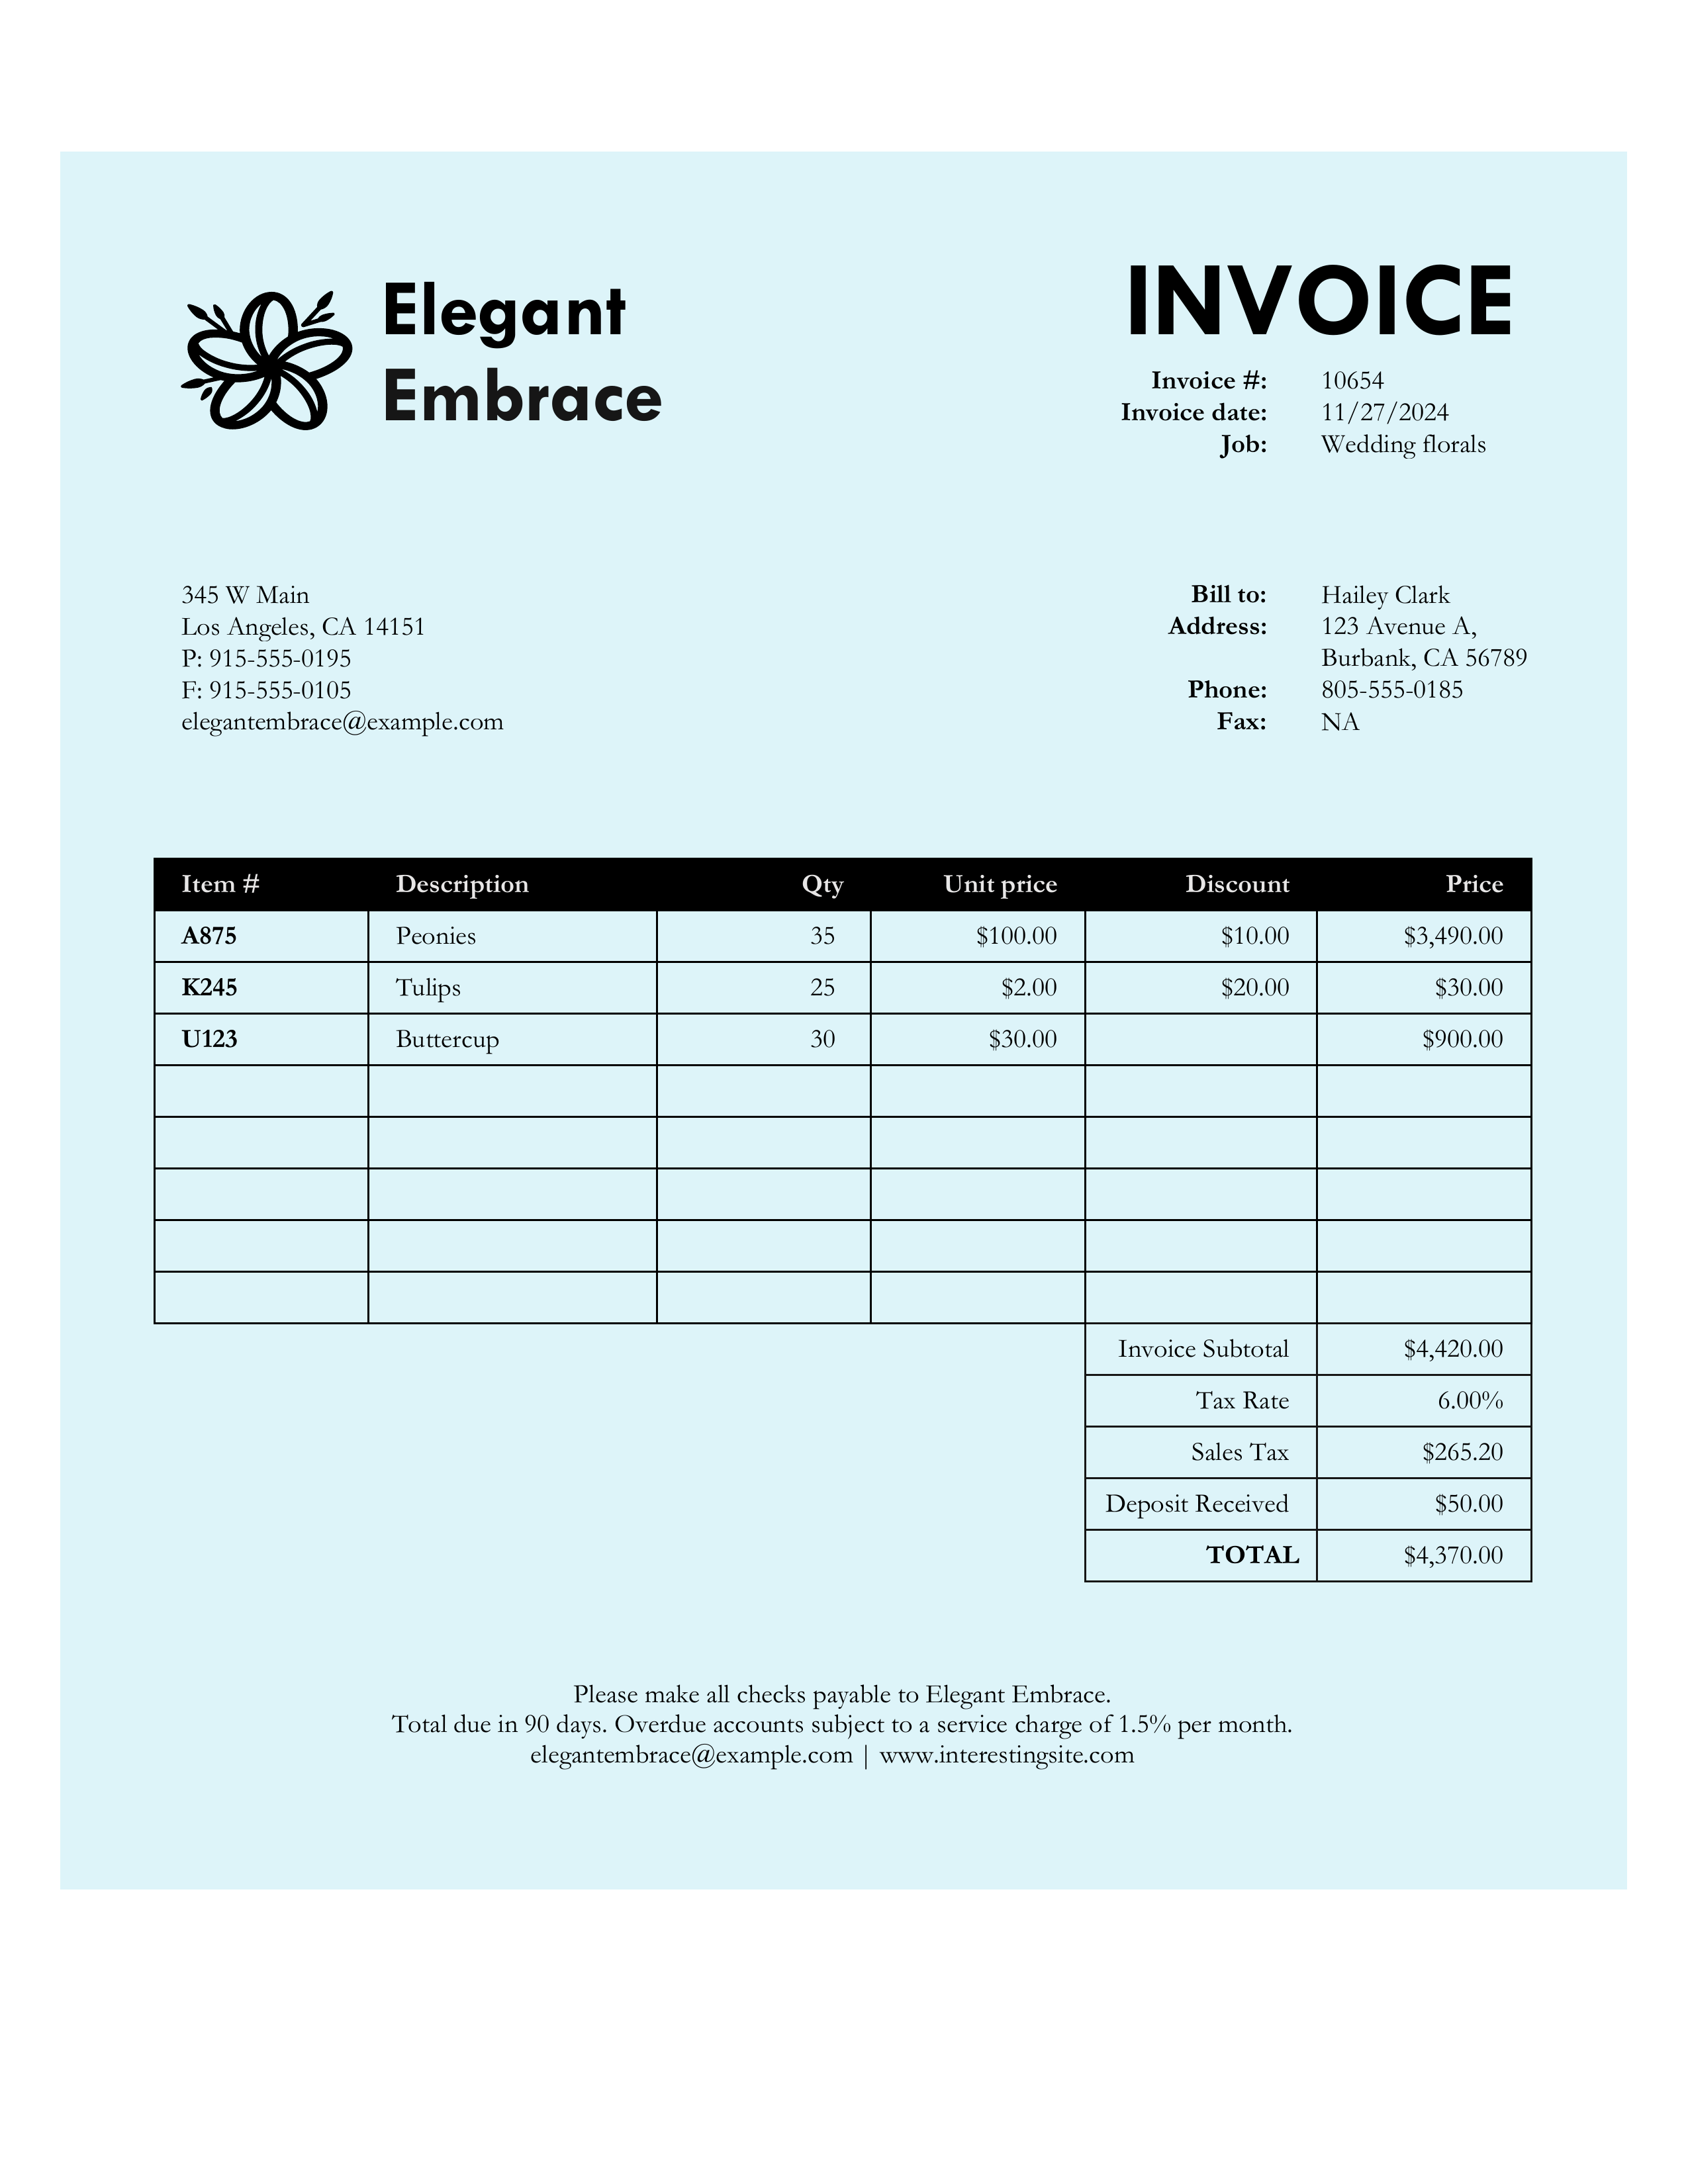 Elegant
Embrace
INVOICE
Invoice #: 10654
Invoice date: 11/27/2024
Job: Wedding florals
345 W Main
Los Angeles, CA 14151
P: 915-555-0195
F: 915-555-0105
elegantembrace@example.com
Bill to: Hailey Clark
Address: 123 Avenue A,
Burbank, CA 56789
Phone: 805-555-0185
Fax: NA
Item # Description Qty Unit price Discount Price
A875 Peonies 35 $100.00 $10.00 $3,490.00
K245 Tulips 25 $2.00 $20.00 $30.00
U123 Buttercup 30 $30.00 $900.00
Invoice Subtotal $4,420.00
Tax Rate 6.00%
Sales Tax $265.20
Deposit Received $50.00
TOTAL $4,370.00
Please make all checks payable to Elegant Embrace.
Total due in 90 days. Overdue accounts subject to a service charge of 1.5% per month.
elegantembrace@example.com | www.interestingsite.com